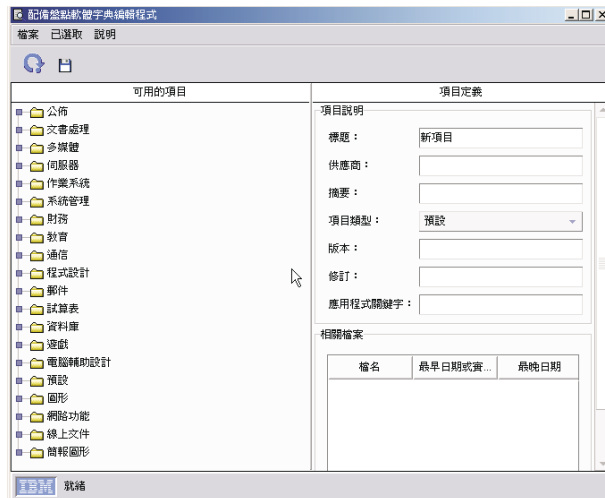 配備盤點軟體字典編輯程式
檔案 已選取 說明
可用的項目
項目定義
公佈
文書處理
多媒體
伺服器
作業系統
系統管理
財務
教育
通信
程式設計
郵件
試算表
資料庫
遊戲
電腦輔助設計
預設
圖形
網路功能
線上文件
簡報圖形
項目說明
標題： 新項目
供應商：
摘要：
項目類型： 預設
版本：
修訂：
應用程式關鍵字：
相關檔案
檔名 最早日期或實... 最晚日期
IBM 就緒